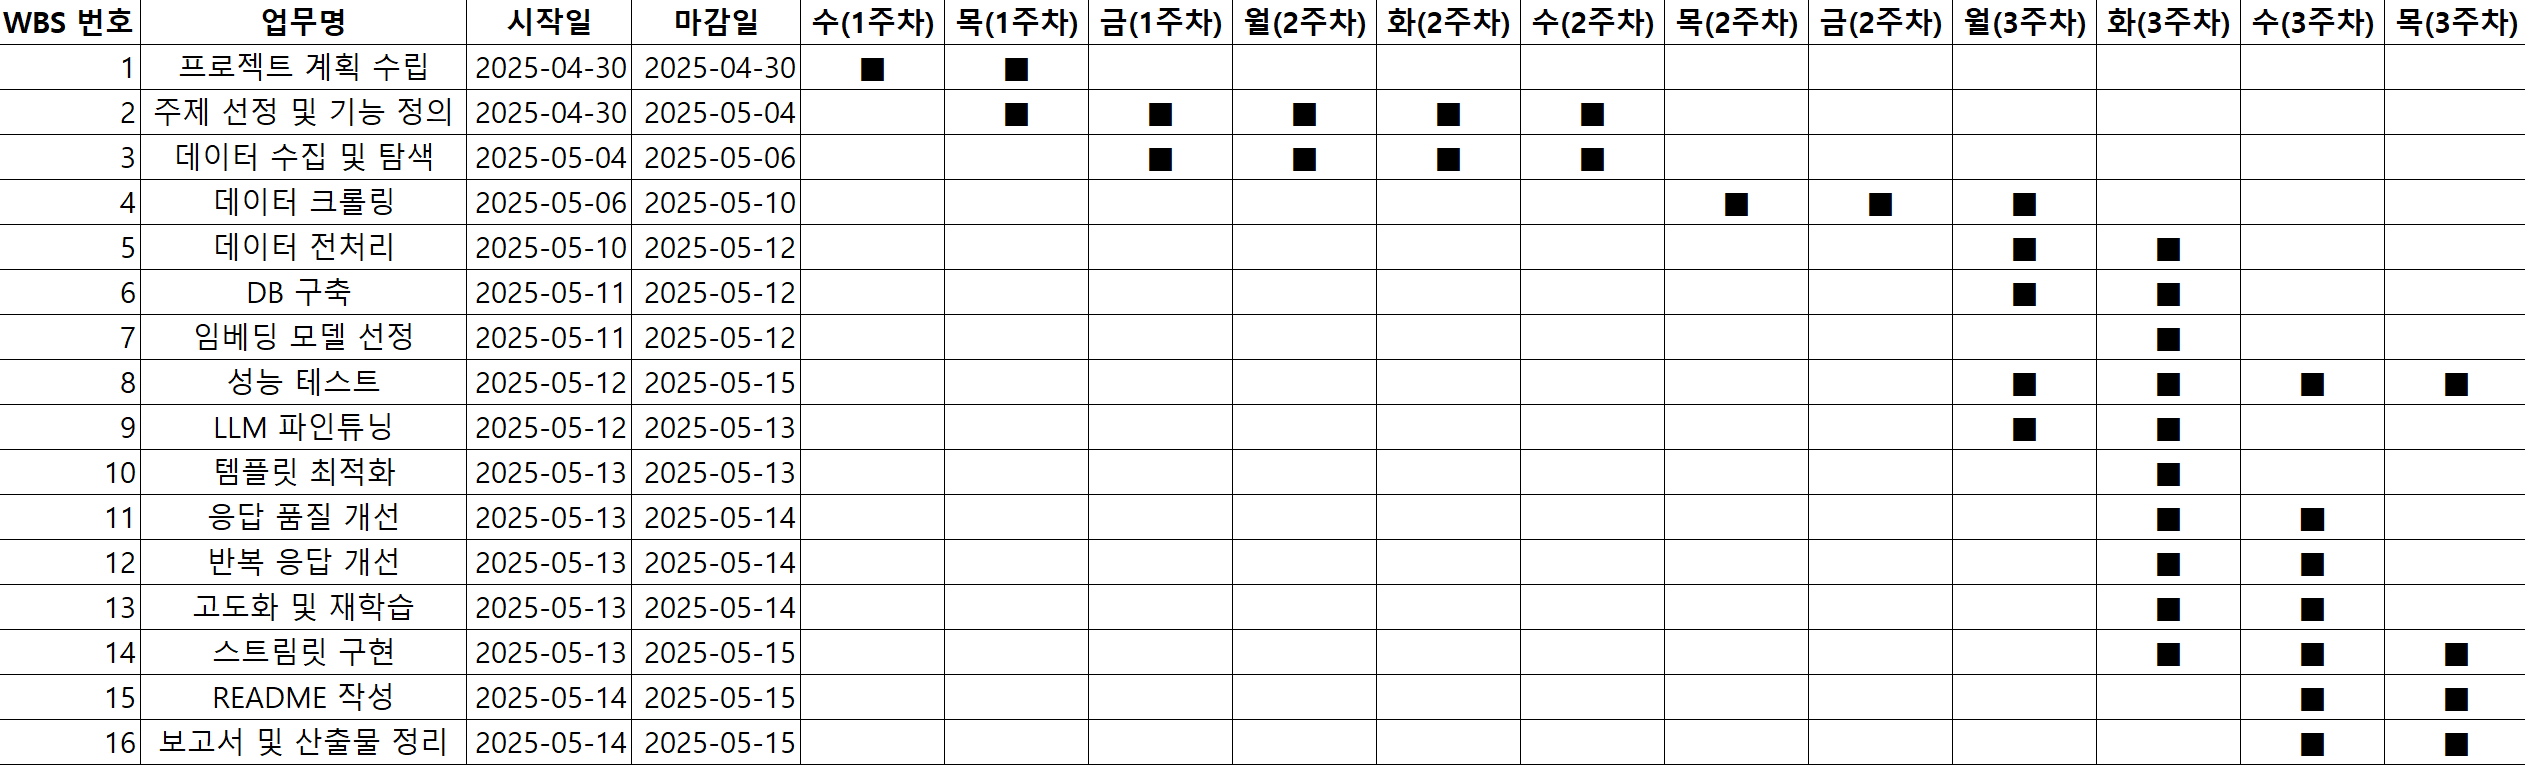 WBS 번호 업무명 시작일 마감일 수(1주차) 목(1주차) 금(1주차) 월(2주차) 화(2주차) 수(2주차) 목(2주차) 금(2주차) 월(3주차) 화(3주차) 수(3주차) 목(3주차)
1 프로젝트 계획 수립 2025-04-30 2025-04-30 ■ ■
2 주제 선정 및 기능 정의 2025-04-30 2025-05-04 ■ ■ ■ ■ ■
3 데이터 수집 및 탐색 2025-05-04 2025-05-06 ■ ■ ■ ■
4 데이터 크롤링 2025-05-06 2025-05-10 ■ ■ ■
5 데이터 전처리 2025-05-10 2025-05-12 ■ ■
6 DB 구축 2025-05-11 2025-05-12 ■ ■
7 임베딩 모델 선정 2025-05-11 2025-05-12 ■
8 성능 테스트 2025-05-12 2025-05-15 ■ ■ ■ ■
9 LLM 파인튜닝 2025-05-12 2025-05-13 ■ ■
10 템플릿 최적화 2025-05-13 2025-05-13 ■
11 응답 품질 개선 2025-05-13 2025-05-14 ■ ■
12 반복 응답 개선 2025-05-13 2025-05-14 ■ ■
13 고도화 및 재학습 2025-05-13 2025-05-14 ■ ■
14 스트림릿 구현 2025-05-13 2025-05-15 ■ ■ ■
15 README 작성 2025-05-14 2025-05-15 ■ ■
16 보고서 및 산출물 정리 2025-05-14 2025-05-15 ■ ■